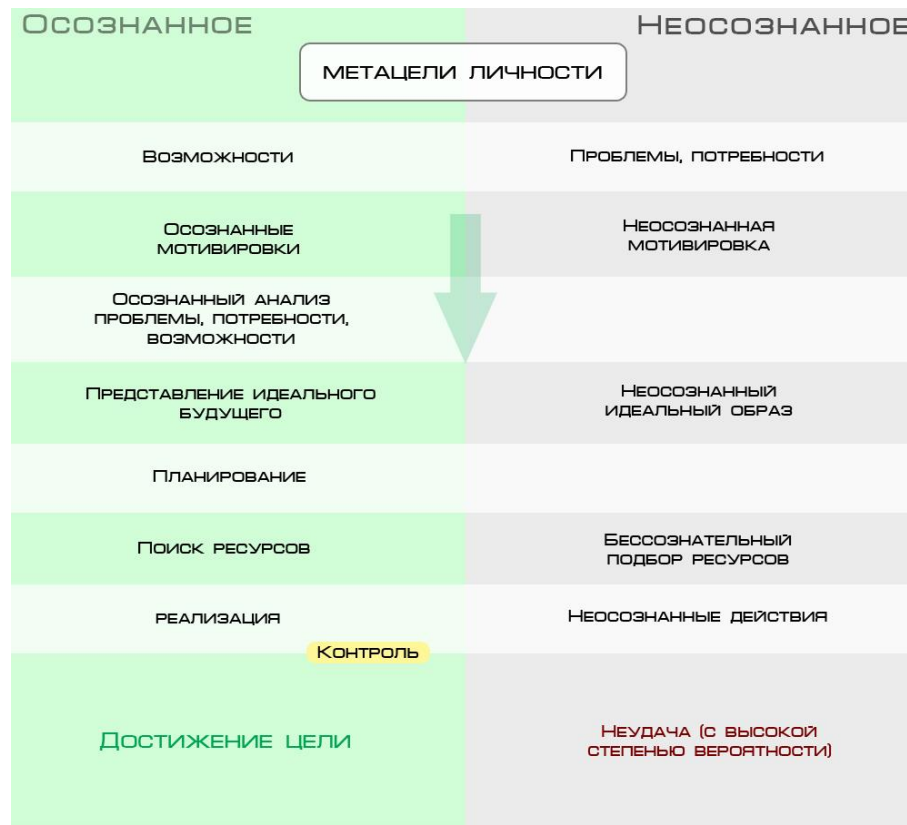 Осознанное
Неосознанное
метацели личности
Возможности
Проблемы, потребности
Осознанные
мотивировки
Неосознанная
мотивировка
Осознанный анализ
проблемы, потребности,
возможности
Представление идеального
будущего
Неосознанный
идеальный образ
Планирование
Поиск ресурсов
Бессознательный
подбор ресурсов
реализация
Неосознанные действия
Контроль
Достижение цели
Неудача (с высокой
степенью вероятности)